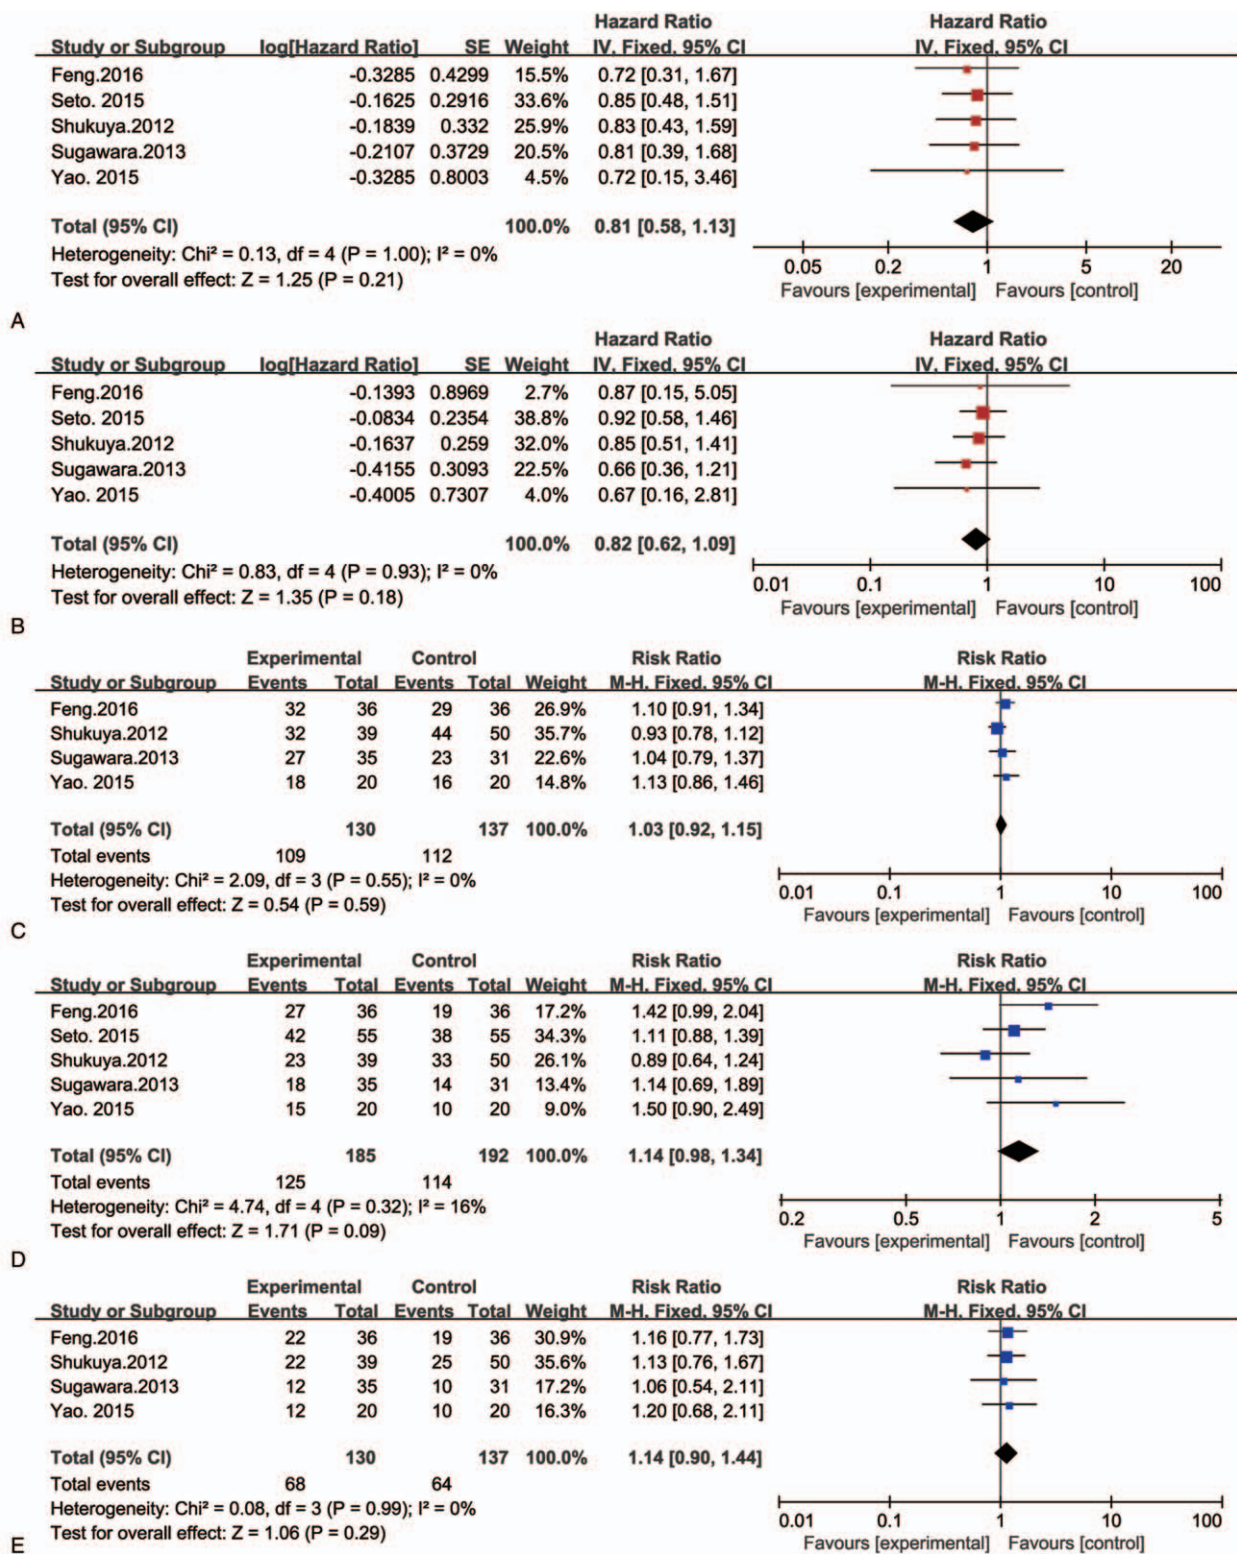 Hazard Ratio Hazard Ratio
Study or Subgroup log[Hazard Ratio] SE Weight IV, Fixed, 95% CI IV, Fixed, 95% CI
Feng.2016 -0.3285 0.4299 15.5% 0.72 [0.31, 1.67]
Seto. 2015 -0.1625 0.2916 33.6% 0.85 [0.48, 1.51]
Shukuya.2012 -0.1839 0.332 25.9% 0.83 [0.43, 1.59]
Sugawara.2013 -0.2107 0.3729 20.5% 0.81 [0.39, 1.68]
Yao. 2015 -0.3285 0.8003 4.5% 0.72 [0.15, 3.46]
Total (95% CI) 100.0% 0.81 [0.58, 1.13]
Heterogeneity: Chi² = 0.13, df = 4 (P = 1.00); I² = 0%
Test for overall effect: Z = 1.25 (P = 0.21)
0.05 0.2 1 5 20
Favours [experimental] Favours [control]
A
Hazard Ratio Hazard Ratio
Study or Subgroup log[Hazard Ratio] SE Weight IV, Fixed, 95% CI IV, Fixed, 95% CI
Feng.2016 -0.1393 0.8969 2.7% 0.87 [0.15, 5.05]
Seto. 2015 -0.0834 0.2354 38.8% 0.92 [0.58, 1.46]
Shukuya.2012 -0.1637 0.259 32.0% 0.85 [0.51, 1.41]
Sugawara.2013 -0.4155 0.3093 22.5% 0.66 [0.36, 1.21]
Yao. 2015 -0.4005 0.7307 4.0% 0.67 [0.16, 2.81]
Total (95% CI) 100.0% 0.82 [0.62, 1.09]
Heterogeneity: Chi² = 0.83, df = 4 (P = 0.93); I² = 0%
Test for overall effect: Z = 1.35 (P = 0.18)
0.01 0.1 1 10 100
Favours [experimental] Favours [control]
B
Experimental Control Risk Ratio Risk Ratio
Study or Subgroup Events Total Events Total Weight M-H, Fixed, 95% CI M-H, Fixed, 95% CI
Feng.2016 32 36 29 36 26.9% 1.10 [0.91, 1.34]
Shukuya.2012 32 39 44 50 35.7% 0.93 [0.78, 1.12]
Sugawara.2013 27 35 23 31 22.6% 1.04 [0.79, 1.37]
Yao. 2015 18 20 16 20 14.8% 1.13 [0.86, 1.46]
Total (95% CI) 130 137 100.0% 1.03 [0.92, 1.15]
Total events 109 112
Heterogeneity: Chi² = 2.09, df = 3 (P = 0.55); I² = 0%
Test for overall effect: Z = 0.54 (P = 0.59)
0.01 0.1 1 10 100
Favours [experimental] Favours [control]
C
Experimental Control Risk Ratio Risk Ratio
Study or Subgroup Events Total Events Total Weight M-H, Fixed, 95% CI M-H, Fixed, 95% CI
Feng.2016 27 36 19 36 17.2% 1.42 [0.99, 2.04]
Seto. 2015 42 55 38 55 34.3% 1.11 [0.88, 1.39]
Shukuya.2012 23 39 33 50 26.1% 0.89 [0.64, 1.24]
Sugawara.2013 18 35 14 31 13.4% 1.14 [0.69, 1.89]
Yao. 2015 15 20 10 20 9.0% 1.50 [0.90, 2.49]
Total (95% CI) 185 192 100.0% 1.14 [0.98, 1.34]
Total events 125 114
Heterogeneity: Chi² = 4.74, df = 4 (P = 0.32); I² = 16%
Test for overall effect: Z = 1.71 (P = 0.09)
0.2 0.5 1 2 5
Favours [experimental] Favours [control]
D
Experimental Control Risk Ratio Risk Ratio
Study or Subgroup Events Total Events Total Weight M-H, Fixed, 95% CI M-H, Fixed, 95% CI
Feng.2016 22 36 19 36 30.9% 1.16 [0.77, 1.73]
Shukuya.2012 22 39 25 50 35.6% 1.13 [0.76, 1.67]
Sugawara.2013 12 35 10 31 17.2% 1.06 [0.54, 2.11]
Yao. 2015 12 20 10 20 16.3% 1.20 [0.68, 2.11]
Total (95% CI) 130 137 100.0% 1.14 [0.90, 1.44]
Total events 68 64
Heterogeneity: Chi² = 0.08, df = 3 (P = 0.99); I² = 0%
Test for overall effect: Z = 1.06 (P = 0.29)
0.01 0.1 1 10 100
Favours [experimental] Favours [control]
E